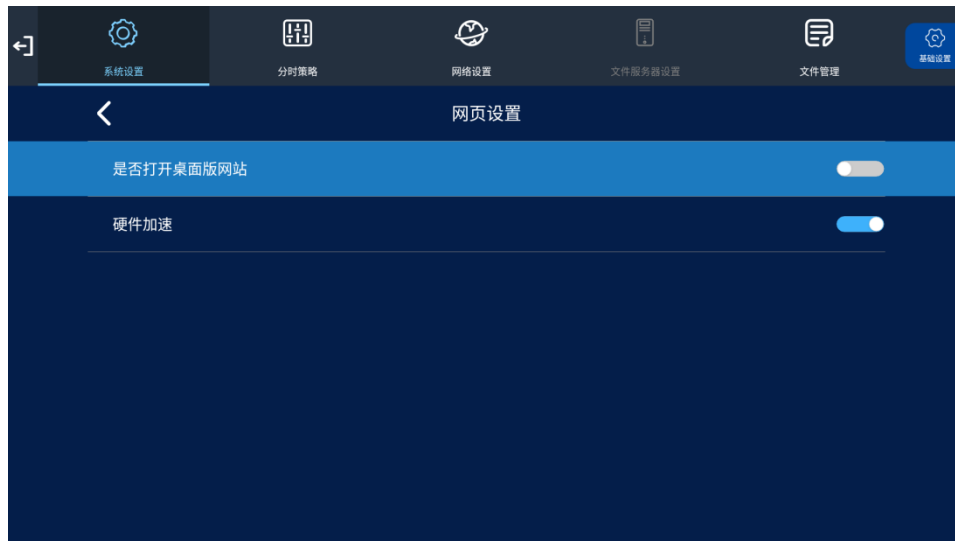 系统设置
分时策略
网络设置
文件服务器设置
文件管理
基础设置
网页设置
是否打开桌面版网站
硬件加速